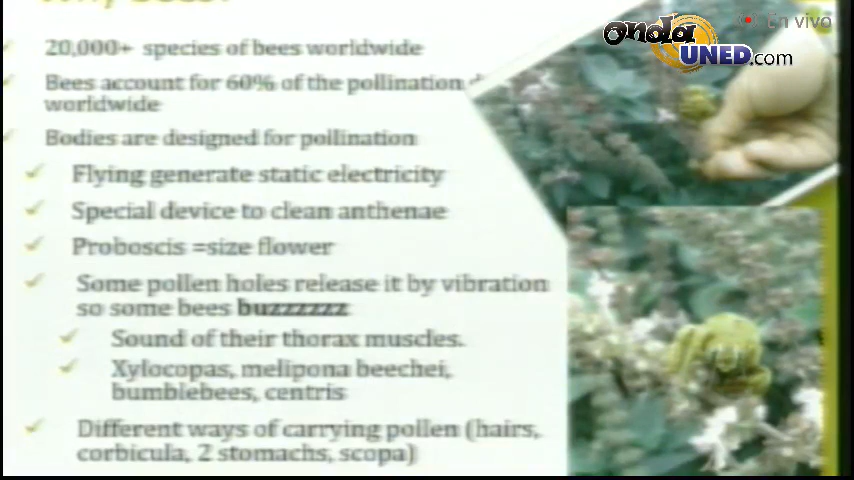 Why bees?
En vivo
onda UNED.com
20,000+ species of bees worldwide
Bees account for 60% of the pollination
worldwide
Bodies are designed for pollination
Flying generate static electricity
Special device to clean anthenae
Proboscis =size flower
Some pollen holes release it by vibration
so some bees buzzzzzz
Sound of their thorax muscles.
Xylocopas, melipona beechei,
bumblebees, centris
Different ways of carrying pollen (hairs,
corbicula, 2 stomachs, scopa)